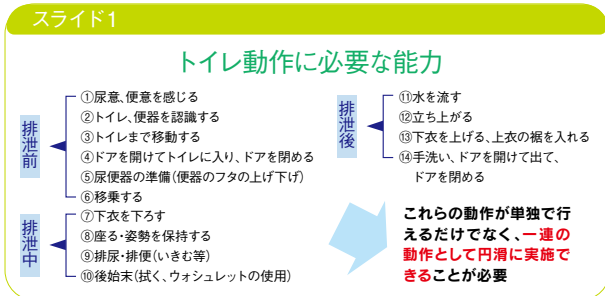 スライド1
トイレ動作に必要な能力
排泄前
①尿意、便意を感じる
②トイレ、便器を認識する
③トイレまで移動する
④ドアを開けてトイレに入り、ドアを閉める
⑤尿便器の準備(便器のフタの上げ下げ)
⑥移乗する
排泄中
⑦下衣を下ろす
⑧座る・姿勢を保持する
⑨排尿・排便(いきむ等)
⑩後始末(拭く、ウォシュレットの使用)
排泄後
⑪水を流す
⑫立ち上がる
⑬下衣を上げる、上衣の裾を入れる
⑭手洗い、ドアを開けて出て、
ドアを閉める
これらの動作が単独で行
えるだけでなく、一連の
動作として円滑に実施で
きることが必要